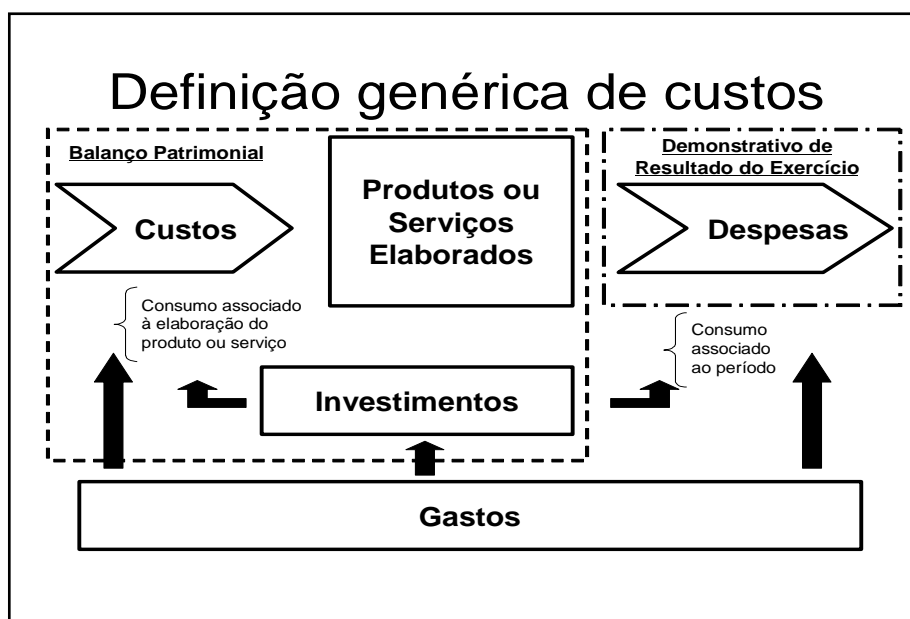 Definição genérica de custos
Balanço Patrimonial
Custos
Consumo associado
à elaboração do
produto ou serviço
Produtos ou
Serviços
Elaborados
Investimentos
Demonstrativo de
Resultado do Exercício
Despesas
Consumo
associado
ao período
Gastos